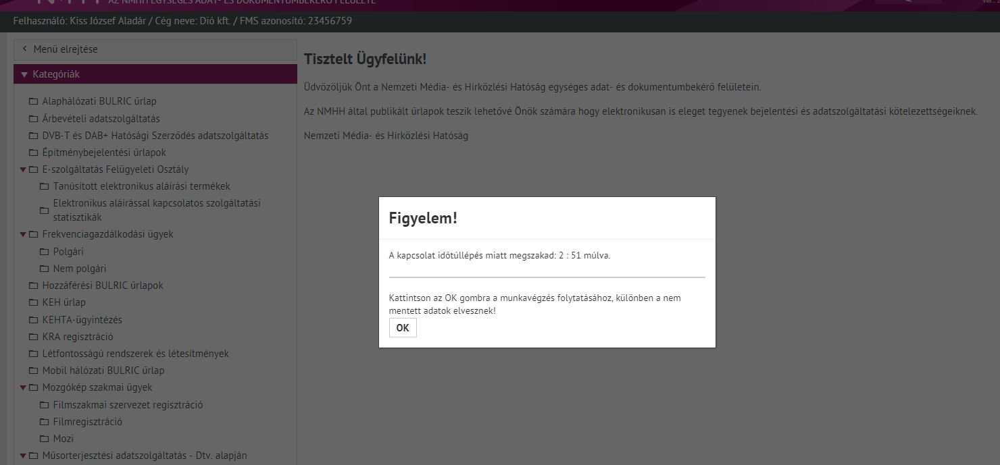 AZ NMHH EGYSÉGES ADAT- ÉS DOKUMENTUMBEKÉRŐ FELÜLETE
Felhasználó: Kiss József Aladár / Cég neve: Dió kft. / FMS azonosító: 23456759
Menü elrejtése
Kategóriák
Alaphálózati BULRIC űrlap
Árbevételi adatszolgáltatás
DVB-T és DAB+ Hatósági Szerződés adatszolgáltatás
Építménybejelentési űrlapok
E-szolgáltatás Felügyeleti Osztály
Tanúsított elektronikus aláírási termékek
Elektronikus aláírással kapcsolatos szolgáltatási
statisztikák
Frekvenciagazdálkodási ügyek
Polgári
Nem polgári
Hozzáférési BULRIC űrlapok
KEH űrlap
KEHTA-ügyintézés
KRA regisztráció
Létfontosságú rendszerek és létesítmények
Mobil hálózati BULRIC űrlap
Mozgókép szakmai ügyek
Filmszakmai szervezet regisztráció
Filmregisztráció
Mozi
Műsorterjesztési adatszolgáltatás - Dtv. alapján
Tisztelt Ügyfelünk!
Üdvözöljük Önt a Nemzeti Média- és Hírközlési Hatóság egységes adat- és dokumentumbekérő felületein.
Az NMHH által publikált űrlapok teszik lehetővé Önök számára hogy elektronikusan is eleget tegyenek bejelentési és adatszolgáltatási kötelezettségeiknek.
Nemzeti Média- és Hírközlési Hatóság
Figyelem!
A kapcsolat időtúllépés miatt megszakad: 2 : 51 múlva.
Kattintson az OK gombra a munkavégzés folytatásához, különben a nem
mentett adatok elvesznek!
OK